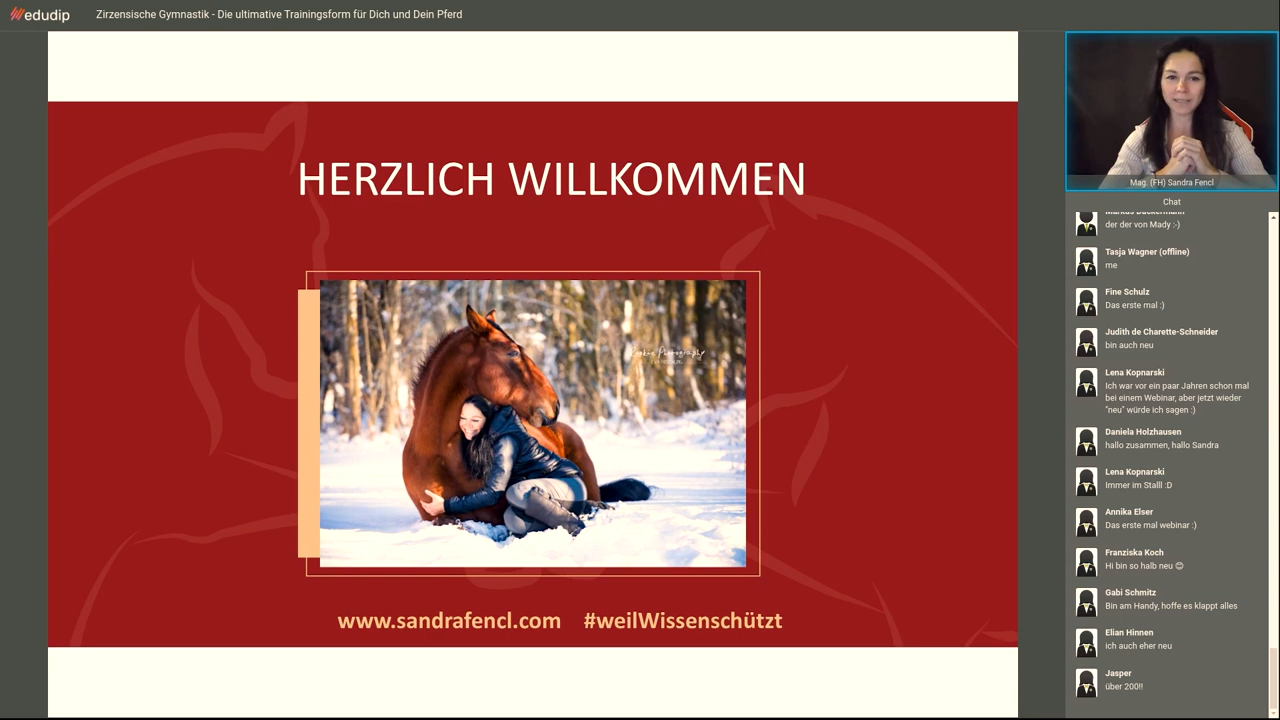 edudip
Zirzensische Gymnastik - Die ultimative Trainingsform für Dich und Dein Pferd
HERZLICH WILLKOMMEN
www.sandrafencl.com #weilWissenschützt
Mag. (FH) Sandra Fencl
Chat
der der von Mady :-)
Tasja Wagner (offline)
me
Fine Schulz
Das erste mal :)
Judith de Charette-Schneider
bin auch neu
Lena Kopnarski
Ich war vor ein paar Jahren schon mal
bei einem Webinar, aber jetzt wieder
"neu" würde ich sagen :)
Daniela Holzhausen
hallo zusammen, hallo Sandra
Lena Kopnarski
Immer im Stalll :D
Annika Elser
Das erste mal webinar :)
Franziska Koch
Hi bin so halb neu 😊
Gabi Schmitz
Bin am Handy, hoffe es klappt alles
Elian Hinnen
ich auch eher neu
Jasper
über 200!!